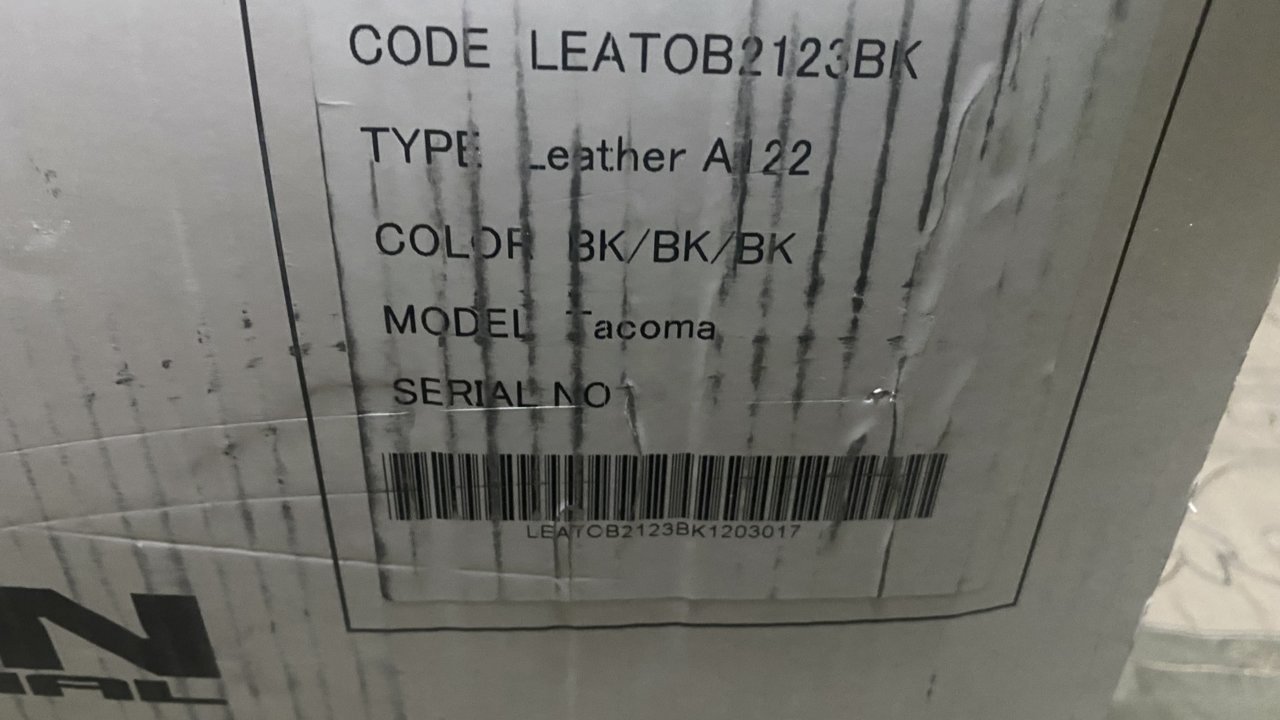 CODE LEATOB2123BK
TYPE Leather A122
COLOR BK/BK/BK
MODEL Tacoma
SERIAL NO
LEATOB2123BK1203017